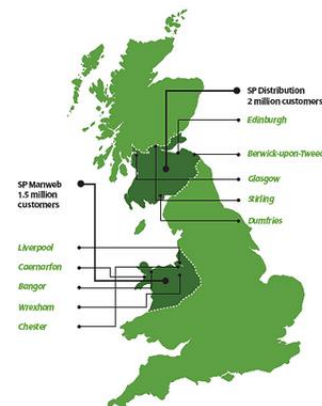 SP Distribution
2 million customers
Edinburgh
Berwick-upon-Tweed
Glasgow
Stirling
Dumfries
SP Manweb
1.5 million
customers
Liverpool
Caernarfon
Bangor
Wrexham
Chester